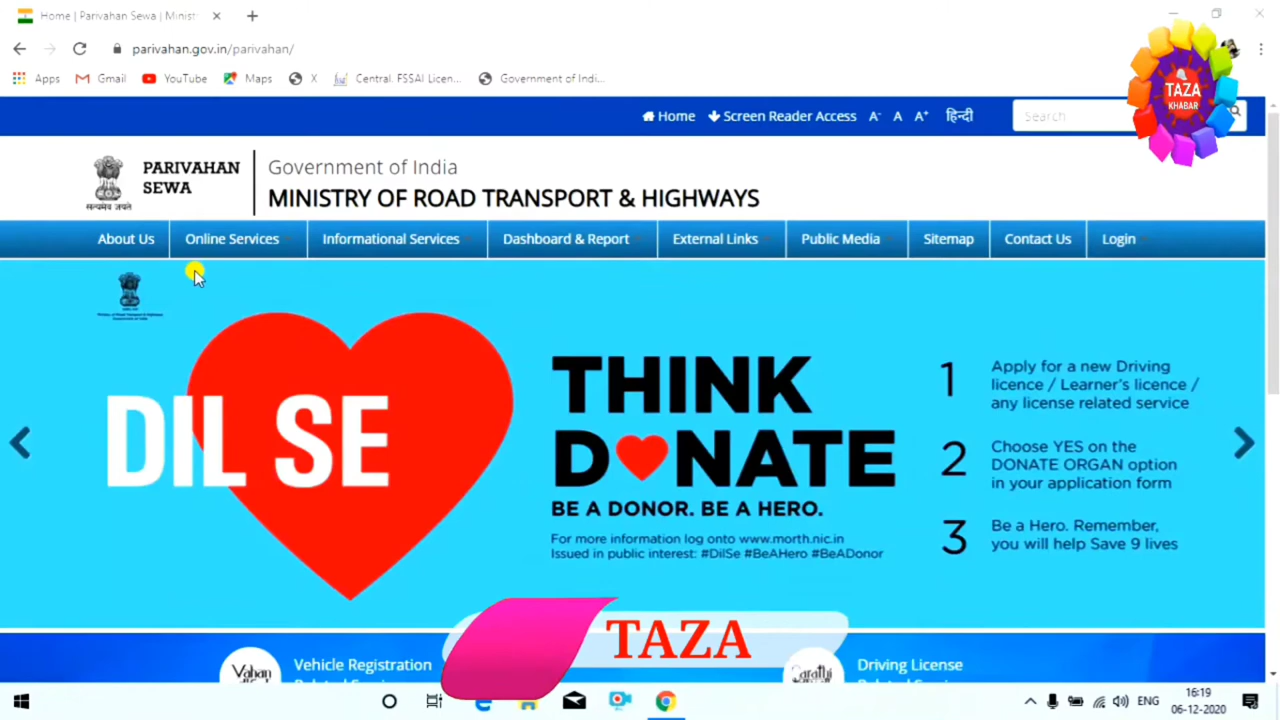 Home | Parivahan Sewa | Minist
parivahan.gov.in/parivahan/
Apps Gmail YouTube Maps X Central. FSSAI Licen... Government of Indi...
TAZA
KHABAR
Home Screen Reader Access A- A A+ हिन्दी Search
PARIVAHAN
SEWA
सत्यमेव जयते
Government of India
MINISTRY OF ROAD TRANSPORT & HIGHWAYS
About Us Online Services Informational Services Dashboard & Report External Links Public Media Sitemap Contact Us Login
DIL SE
THINK
DONATE
BE A DONOR. BE A HERO.
For more information log onto www.morth.nic.in
Issued in public interest: #DilSe #BeAHero #BeADonor
1 Apply for a new Driving
licence / Learner's licence /
any license related service
2 Choose YES on the
DONATE ORGAN option
in your application form
3 Be a Hero. Remember,
you will help Save 9 lives
TAZA
Vahan
Vehicle Registration
Sarathi
Driving License
ENG
16:19
06-12-2020